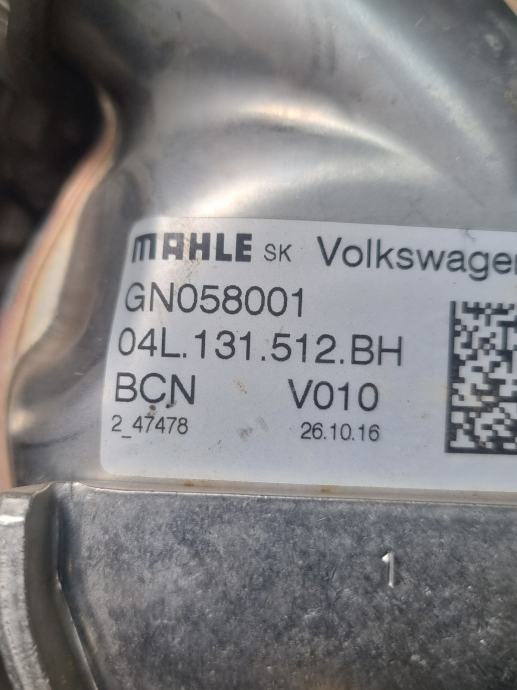 MAHLE SK Volkswagen
GN058001
04L.131.512.BH
BCN V010
2_47478 26.10.16
1